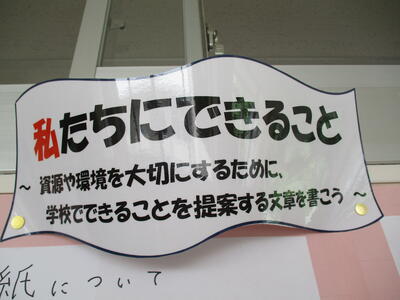 私たちにできること
~ 資源や環境を大切にするために、
学校でできることを提案する文章を書こう ~
紙について